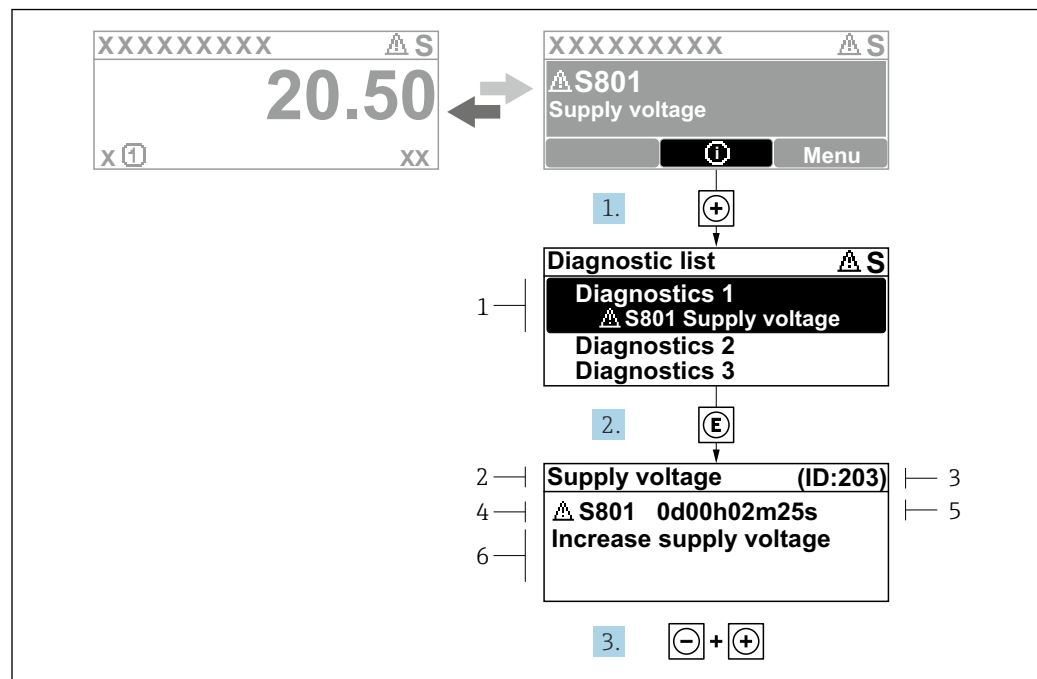 XXXXXXXXX ⚠ S
20.50
x ① xx
XXXXXXXXX ⚠ S
⚠ S801
Supply voltage
ⓘ Menu
1. +
Diagnostic list ⚠ S
1
Diagnostics 1
⚠ S801 Supply voltage
Diagnostics 2
Diagnostics 3
2. E
2 Supply voltage (ID:203) 3
4 ⚠ S801 0d00h02m25s 5
6 Increase supply voltage
3. - + +